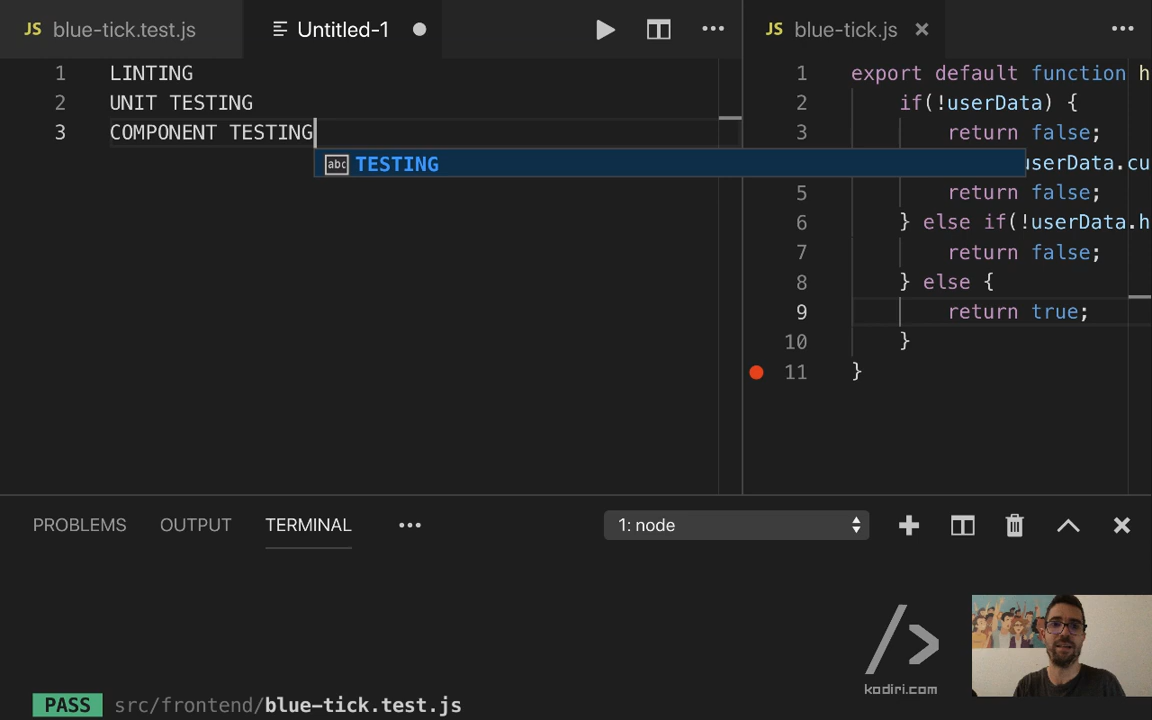 JS blue-tick.test.js
Untitled-1
JS blue-tick.js
1 LINTING
2 UNIT TESTING
3 COMPONENT TESTING
abc TESTING
1 export default function h
2 if(!userData) {
3 return false;
userData.cu
5 return false;
6 } else if(!userData.h
7 return false;
8 } else {
9 return true;
10 }
11 }
PROBLEMS OUTPUT TERMINAL ••• 1: node
/>
kodiri.com
PASS src/frontend/blue-tick.test.js